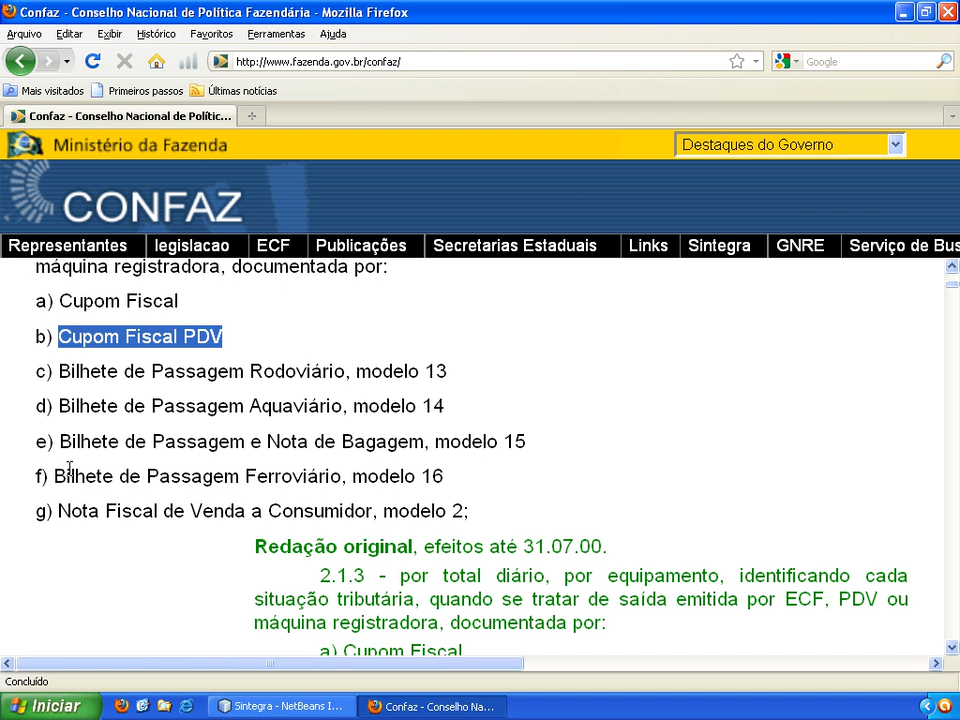 Confaz - Conselho Nacional de Política Fazendária - Mozilla Firefox
Arquivo Editar Exibir Histórico Favoritos Ferramentas Ajuda
http://www.fazenda.gov.br/confaz/
Google
Mais visitados Primeiros passos Últimas notícias
Confaz - Conselho Nacional de Polític...
Ministério da Fazenda
Destaques do Governo
CONFAZ
Representantes legislacao ECF Publicações Secretarias Estaduais Links Sintegra GNRE Serviço de Bus
máquina registradora, documentada por:
a) Cupom Fiscal
b) Cupom Fiscal PDV
c) Bilhete de Passagem Rodoviário, modelo 13
d) Bilhete de Passagem Aquaviário, modelo 14
e) Bilhete de Passagem e Nota de Bagagem, modelo 15
f) Bilhete de Passagem Ferroviário, modelo 16
g) Nota Fiscal de Venda a Consumidor, modelo 2;
Redação original, efeitos até 31.07.00.
2.1.3 - por total diário, por equipamento, identificando cada
situação tributária, quando se tratar de saída emitida por ECF, PDV ou
máquina registradora, documentada por:
a) Cupom Fiscal
Concluído
Iniciar
Sintegra - NetBeans I...
Confaz - Conselho Na...